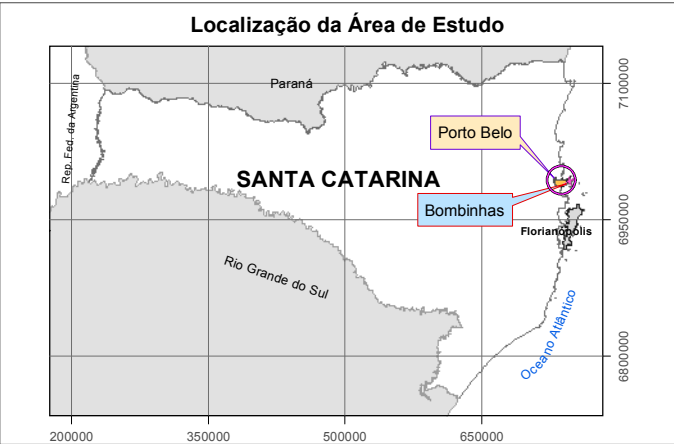 Localização da Área de Estudo
Paraná
7100000
Rep. Fed. da Argentina
Porto Belo
SANTA CATARINA
Bombinhas
6950000
Florianópolis
Rio Grande do Sul
Oceano Atlântico
6800000
200000
350000
500000
650000